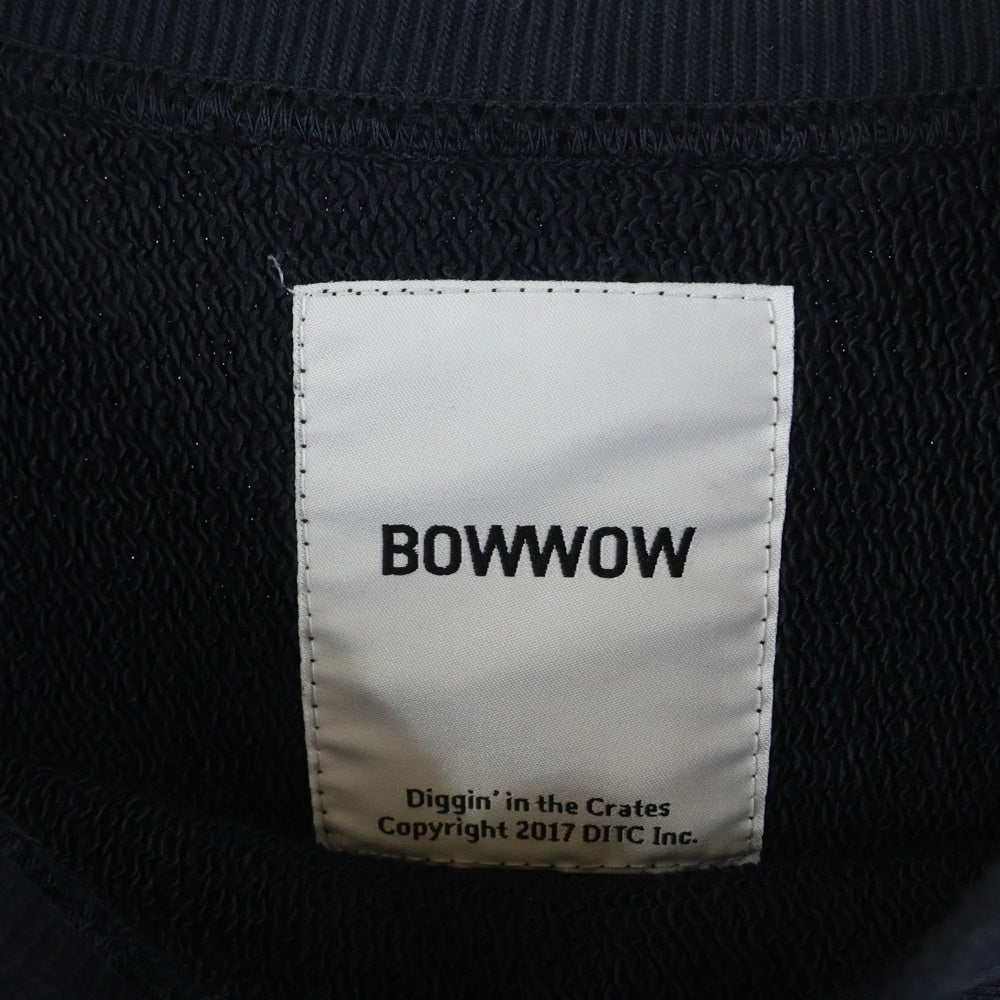 BOWWOW
Diggin' in the Crates
Copyright 2017 DITC Inc.